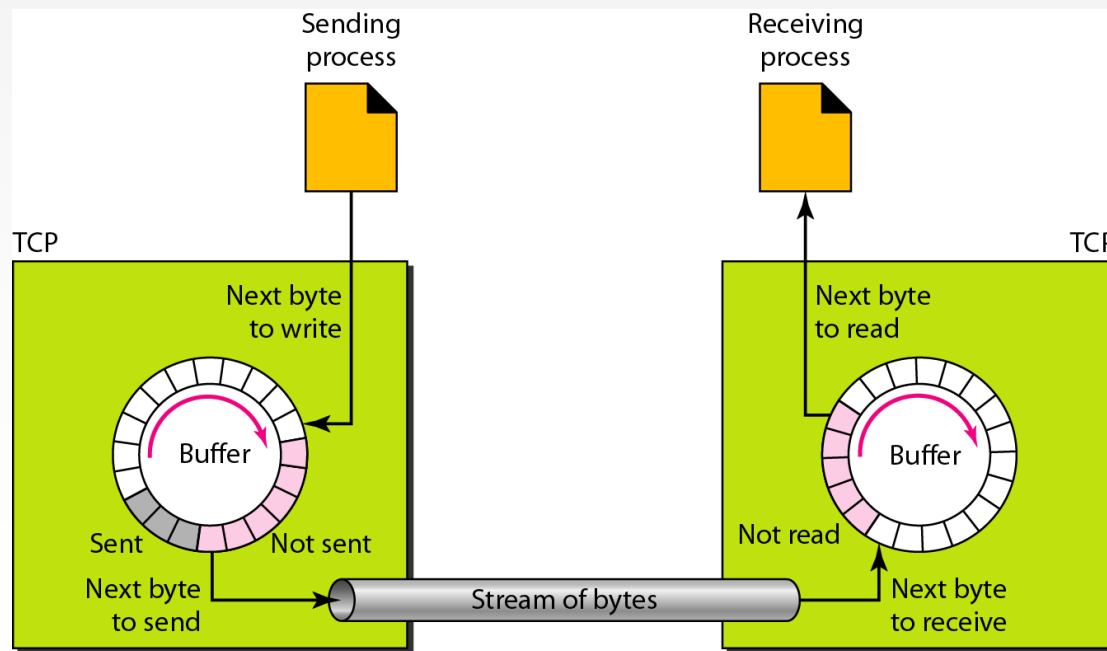 Sending
process
Receiving
process
TCP
TCP
Next byte
to write
Next byte
to read
Buffer
Buffer
Sent
Not sent
Not read
Next byte
to send
Stream of bytes
Next byte
to receive